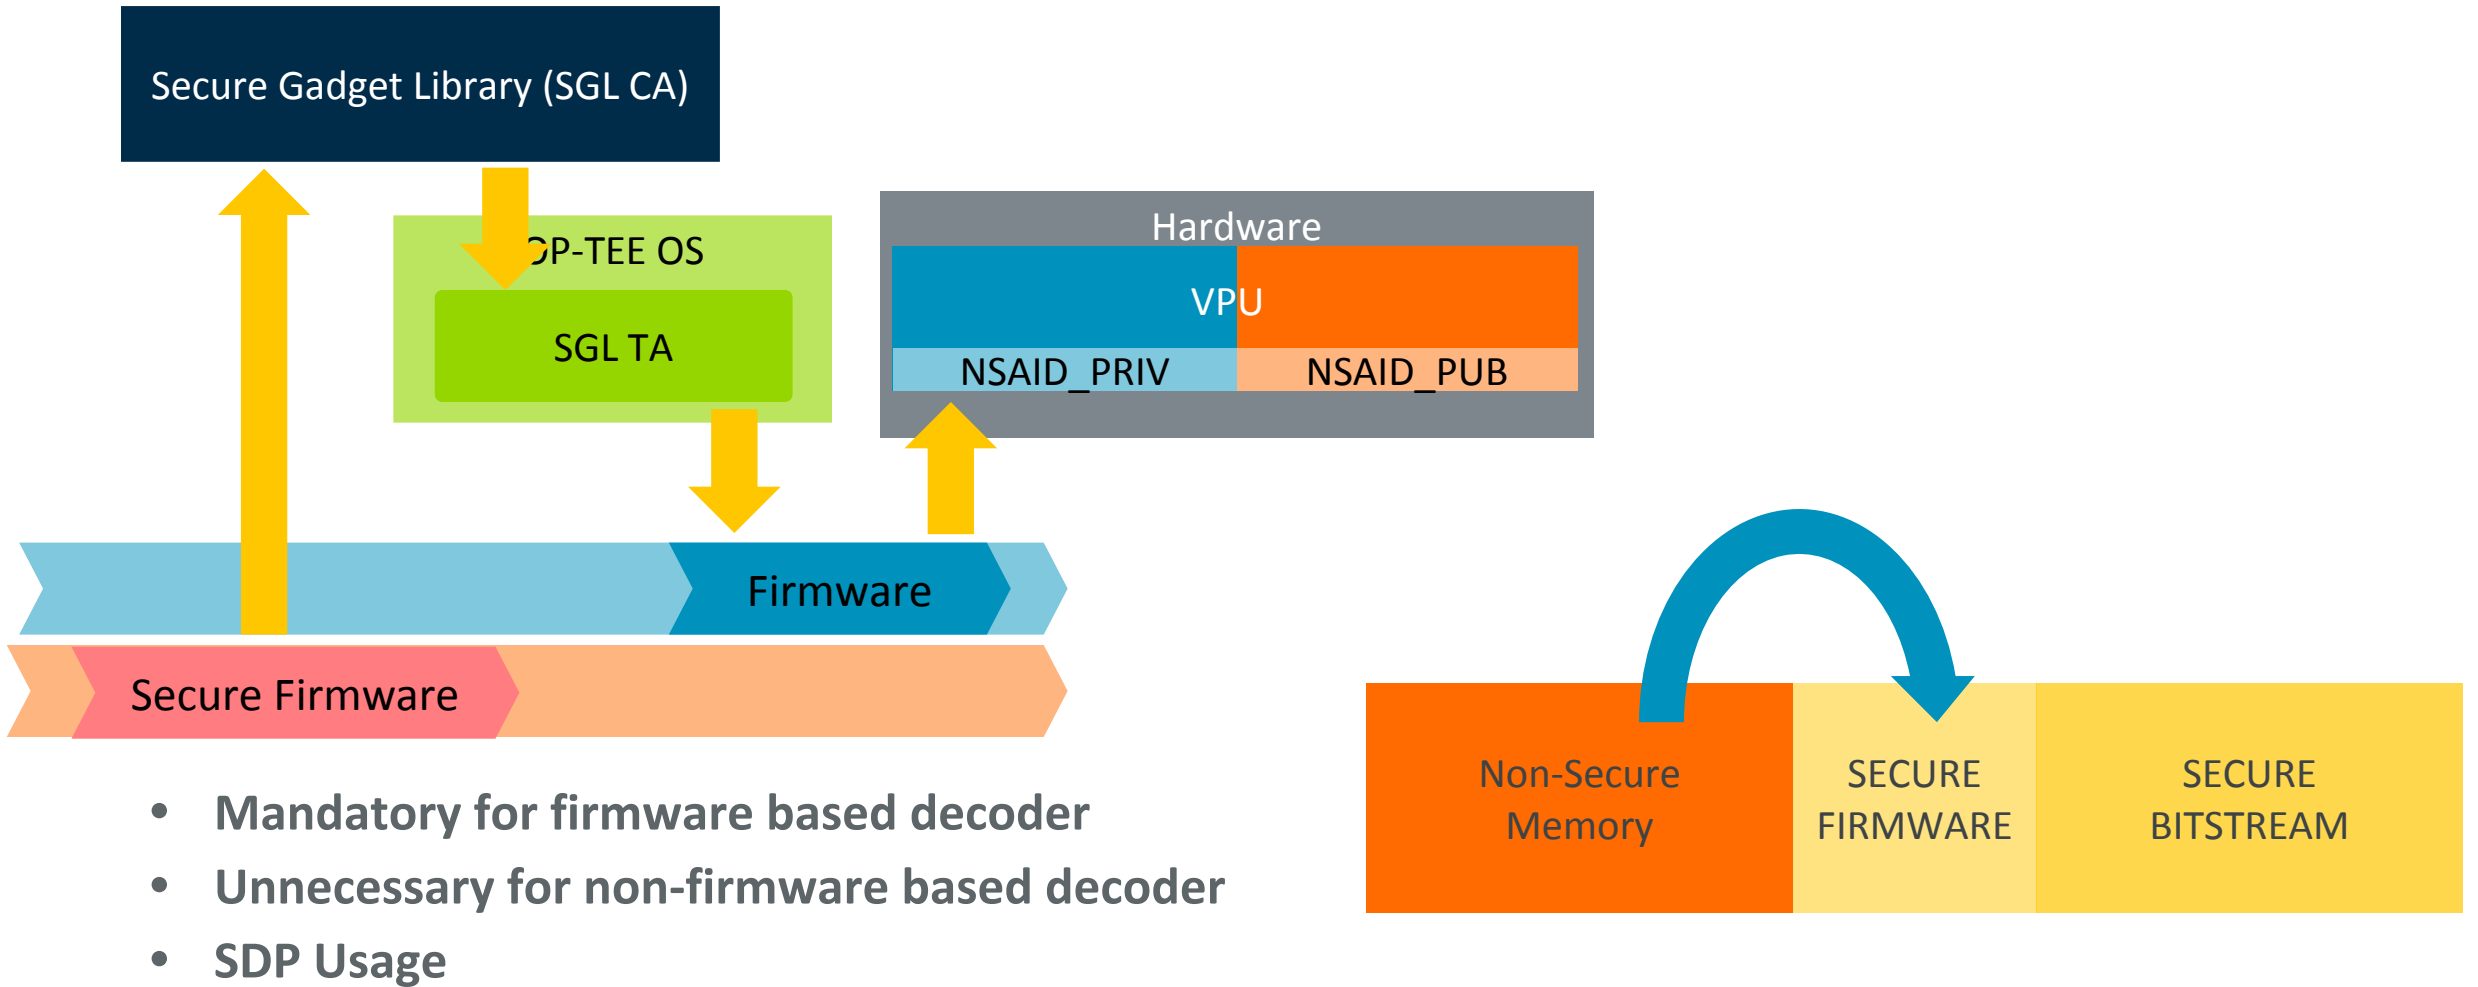 Secure Gadget Library (SGL CA)
OP-TEE OS
SGL TA
Hardware
VPU
NSAID_PRIV
NSAID_PUB
Firmware
Secure Firmware
Non-Secure
Memory
SECURE
FIRMWARE
SECURE
BITSTREAM
• Mandatory for firmware based decoder
• Unnecessary for non-firmware based decoder
• SDP Usage